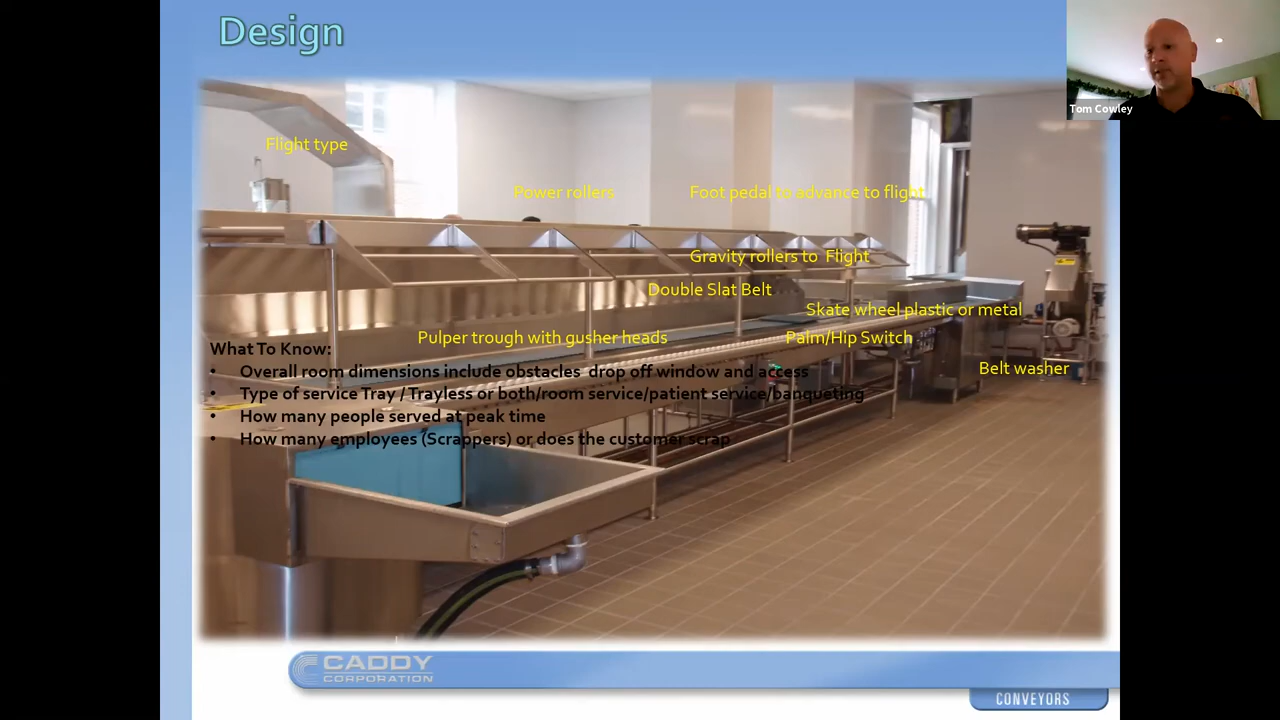 Design
Tom Cowley
Flight type
Power rollers
Foot pedal to advance to flight
Gravity rollers to Flight
Double Slat Belt
Skate wheel plastic or metal
Pulper trough with gusher heads
Palm/Hip Switch
Belt washer
What To Know:
• Overall room dimensions include obstacles drop off window and access
• Type of service Tray / Trayless or both/room service/patient service/banqueting
• How many people served at peak time
• How many employees (Scrappers) or does the customer scrap
CADDY
CORPORATION
CONVEYORS